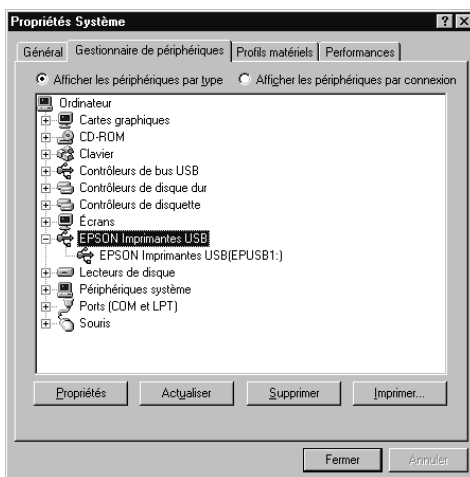 Propriétés Système
Général Gestionnaire de périphériques Profils matériels Performances
Afficher les périphériques par type Afficher les périphériques par connexion
Ordinateur
Cartes graphiques
CD-ROM
Clavier
Contrôleurs de bus USB
Contrôleurs de disque dur
Contrôleurs de disquette
Écrans
EPSON Imprimantes USB
EPSON Imprimantes USB(EPUSB1:)
Lecteurs de disque
Périphériques système
Ports (COM et LPT)
Souris
Propriétés Actualiser Supprimer Imprimer...
Fermer Annuler